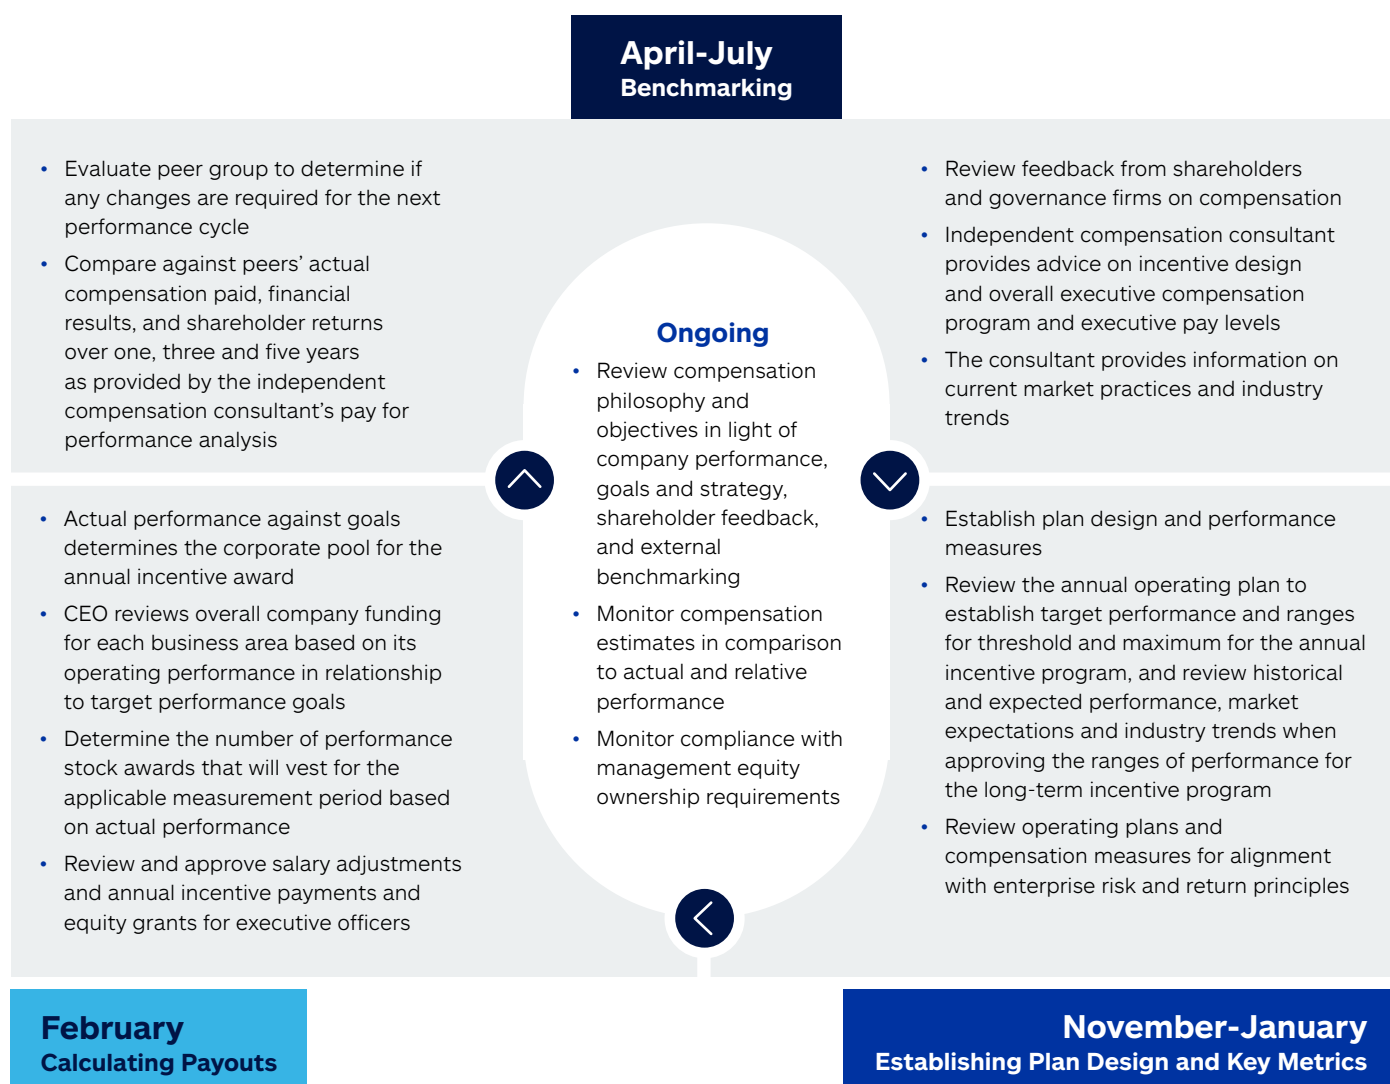 April-July
Benchmarking
• Evaluate peer group to determine if
any changes are required for the next
performance cycle
• Compare against peers’ actual
compensation paid, financial
results, and shareholder returns
over one, three and five years
as provided by the independent
compensation consultant’s pay for
performance analysis
• Review feedback from shareholders
and governance firms on compensation
• Independent compensation consultant
provides advice on incentive design
and overall executive compensation
program and executive pay levels
• The consultant provides information on
current market practices and industry
trends
Ongoing
• Review compensation
philosophy and
objectives in light of
company performance,
goals and strategy,
shareholder feedback,
and external
benchmarking
• Monitor compensation
estimates in comparison
to actual and relative
performance
• Monitor compliance with
management equity
ownership requirements
• Actual performance against goals
determines the corporate pool for the
annual incentive award
• CEO reviews overall company funding
for each business area based on its
operating performance in relationship
to target performance goals
• Determine the number of performance
stock awards that will vest for the
applicable measurement period based
on actual performance
• Review and approve salary adjustments
and annual incentive payments and
equity grants for executive officers
• Establish plan design and performance
measures
• Review the annual operating plan to
establish target performance and ranges
for threshold and maximum for the annual
incentive program, and review historical
and expected performance, market
expectations and industry trends when
approving the ranges of performance for
the long-term incentive program
• Review operating plans and
compensation measures for alignment
with enterprise risk and return principles
February
Calculating Payouts
November-January
Establishing Plan Design and Key Metrics